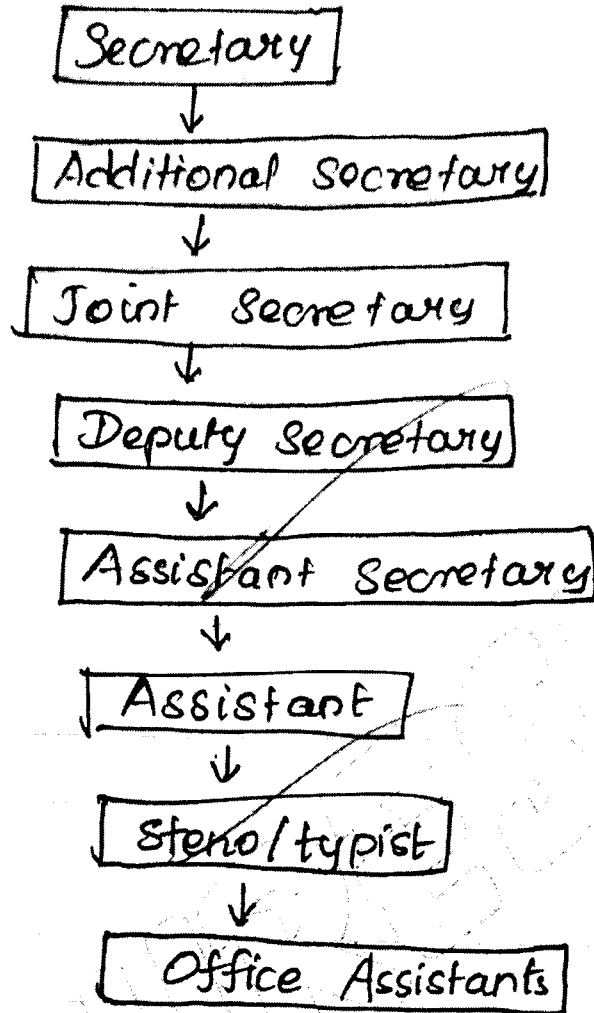 Secretary
Additional Secretary
Joint Secretary
Deputy Secretary
Assistant Secretary
Assistant
Steno/typist
Office Assistants